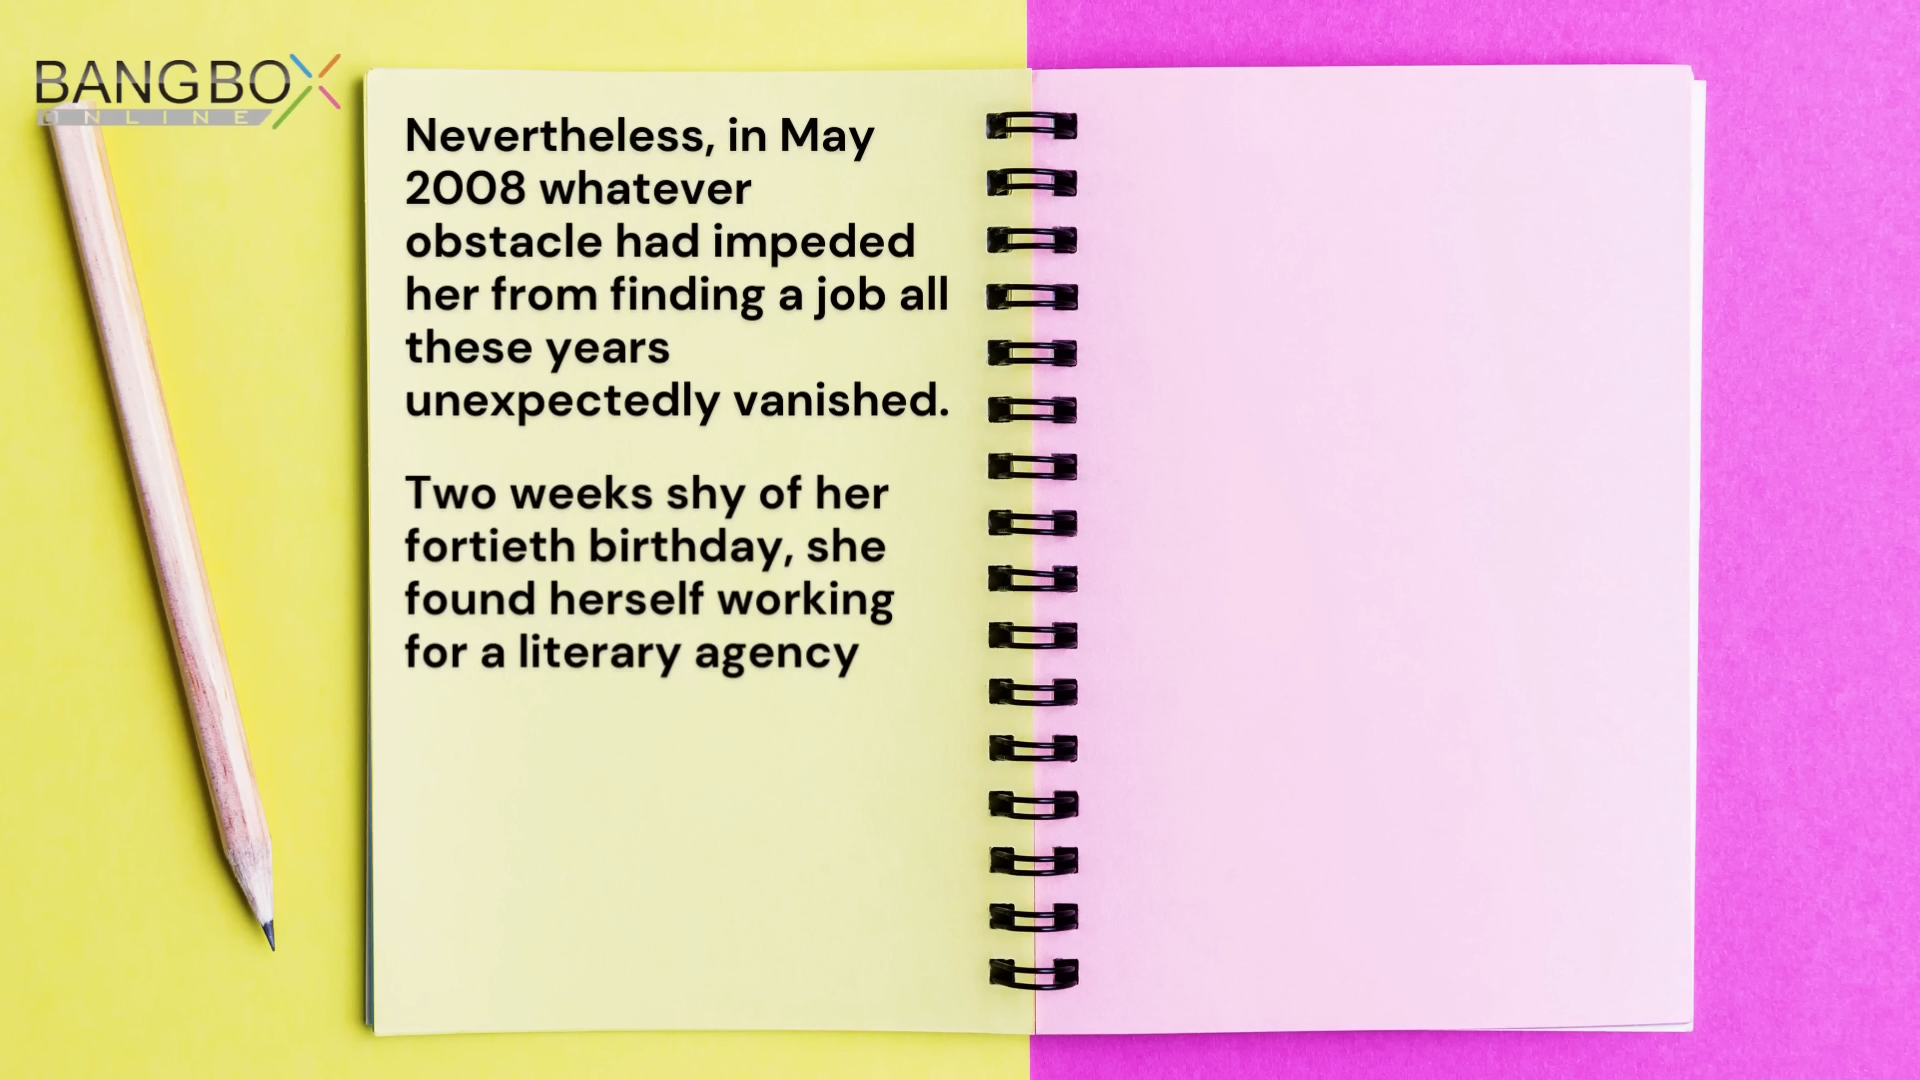 BANGBOX
ONLINE
Nevertheless, in May
2008 whatever
obstacle had impeded
her from finding a job all
these years
unexpectedly vanished.
Two weeks shy of her
fortieth birthday, she
found herself working
for a literary agency